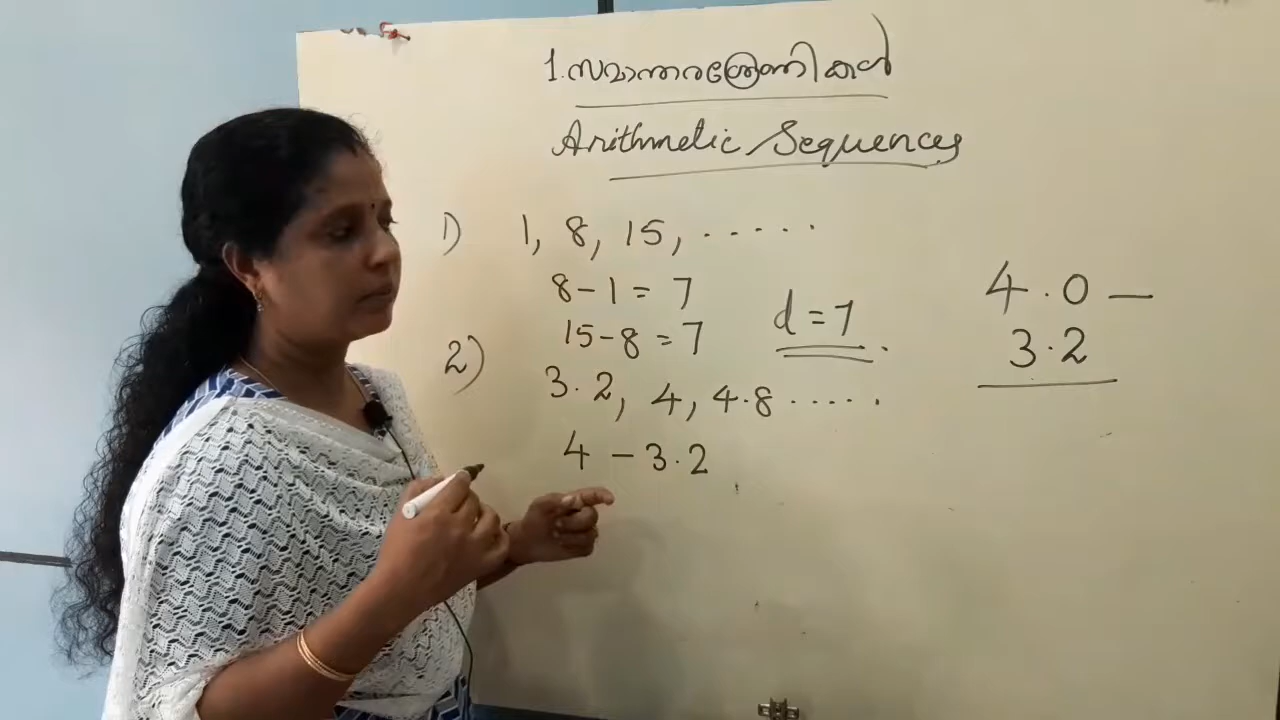 1. സമാന്തരശ്രേണികൾ
Arithmetic Sequences
1) 1, 8, 15, . . . . .
8 - 1 = 7
15 - 8 = 7
d = 7
2) 3.2, 4, 4.8 . . . . .
4 - 3.2
4.0 -
3.2